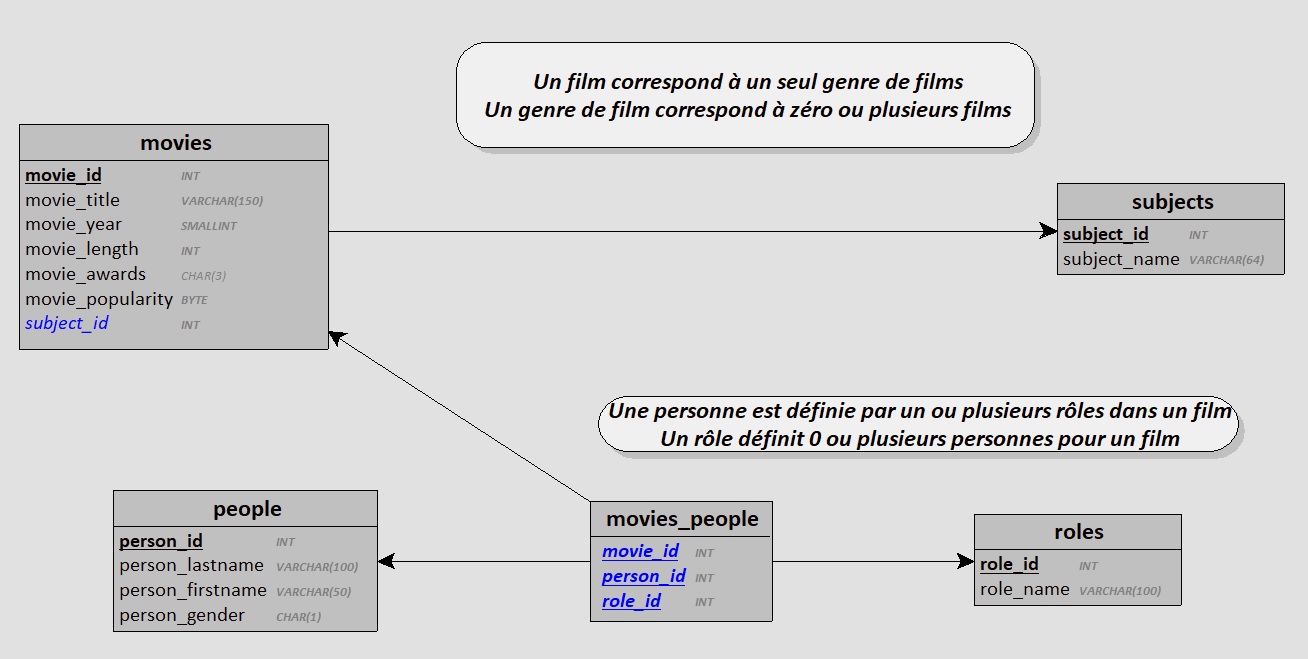 Un film correspond à un seul genre de films
Un genre de film correspond à zéro ou plusieurs films
movies
movie_id INT
movie_title VARCHAR(150)
movie_year SMALLINT
movie_length INT
movie_awards CHAR(3)
movie_popularity BYTE
subject_id INT
subjects
subject_id INT
subject_name VARCHAR(64)
Une personne est définie par un ou plusieurs rôles dans un film
Un rôle définit 0 ou plusieurs personnes pour un film
people
person_id INT
person_lastname VARCHAR(100)
person_firstname VARCHAR(50)
person_gender CHAR(1)
movies_people
movie_id INT
person_id INT
role_id INT
roles
role_id INT
role_name VARCHAR(100)